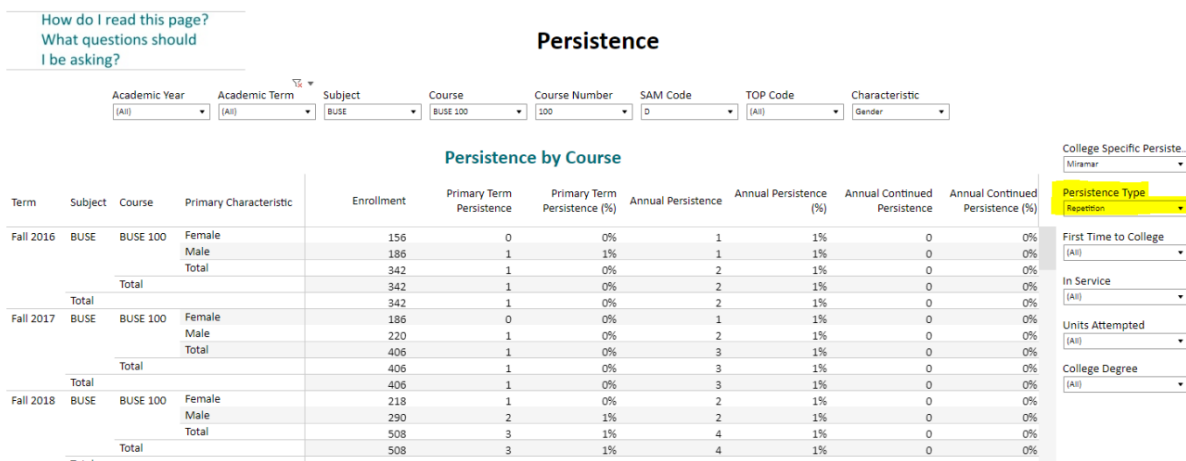 How do I read this page?
What questions should
I be asking?
Persistence
Academic Year Academic Term Subject Course Course Number SAM Code TOP Code Characteristic
(All) (All) BUSE BUSE 100 100 D (All) Gender
Persistence by Course
College Specific Persiste..
Miramar
Persistence Type
Repetition
First Time to College
(All)
In Service
(All)
Units Attempted
(All)
College Degree
(All)
Term Subject Course Primary Characteristic Enrollment Primary Term Persistence Primary Term Persistence (%) Annual Persistence Annual Persistence (%) Annual Continued Persistence Annual Continued Persistence (%)
Fall 2016 BUSE BUSE 100 Female 156 0 0% 1 1% 0 0%
Male 186 1 1% 1 1% 0 0%
Total 342 1 0% 2 1% 0 0%
Total 342 1 0% 2 1% 0 0%
Total 342 1 0% 2 1% 0 0%
Fall 2017 BUSE BUSE 100 Female 186 0 0% 1 1% 0 0%
Male 220 1 0% 2 1% 0 0%
Total 406 1 0% 3 1% 0 0%
Total 406 1 0% 3 1% 0 0%
Total 406 1 0% 3 1% 0 0%
Fall 2018 BUSE BUSE 100 Female 218 1 0% 2 1% 0 0%
Male 290 2 1% 2 1% 0 0%
Total 508 3 1% 4 1% 0 0%
Total 508 3 1% 4 1% 0 0%